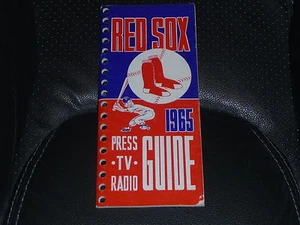 RED SOX
1965
PRESS
·TV·
RADIO
GUIDE